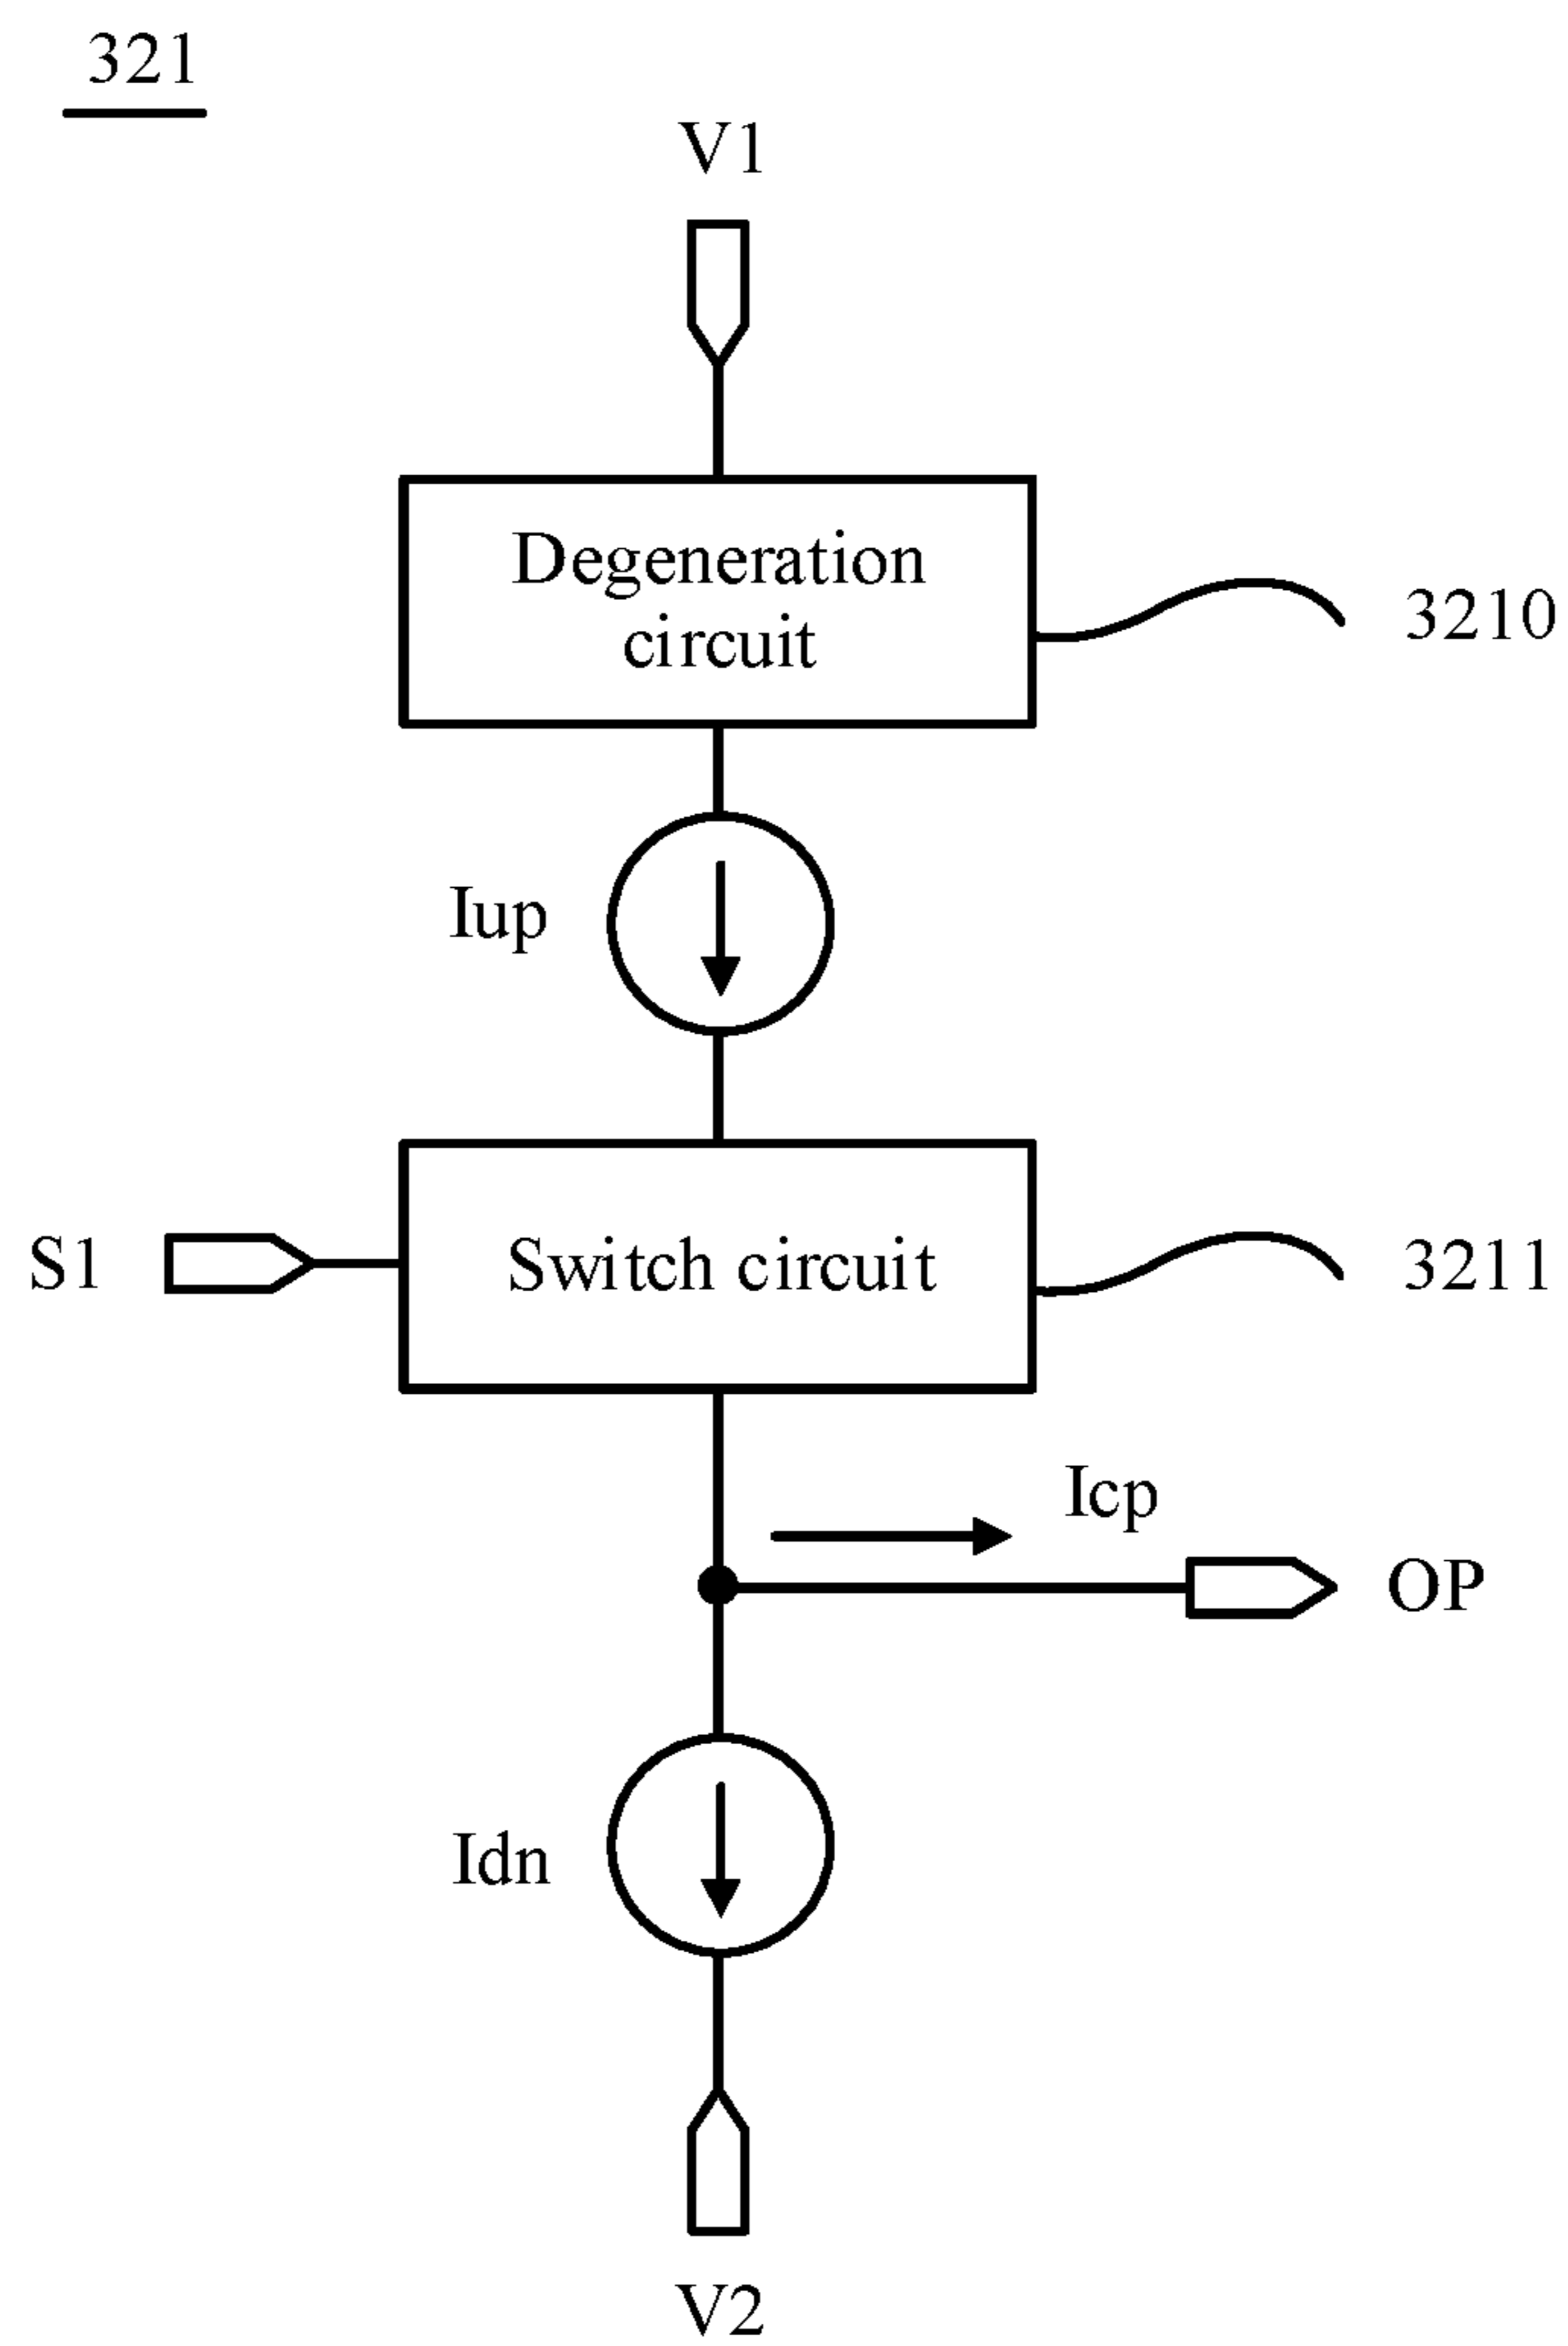 321
V1
Degeneration
circuit
3210
Iup
S1
Switch circuit
3211
Icp
OP
Idn
V2